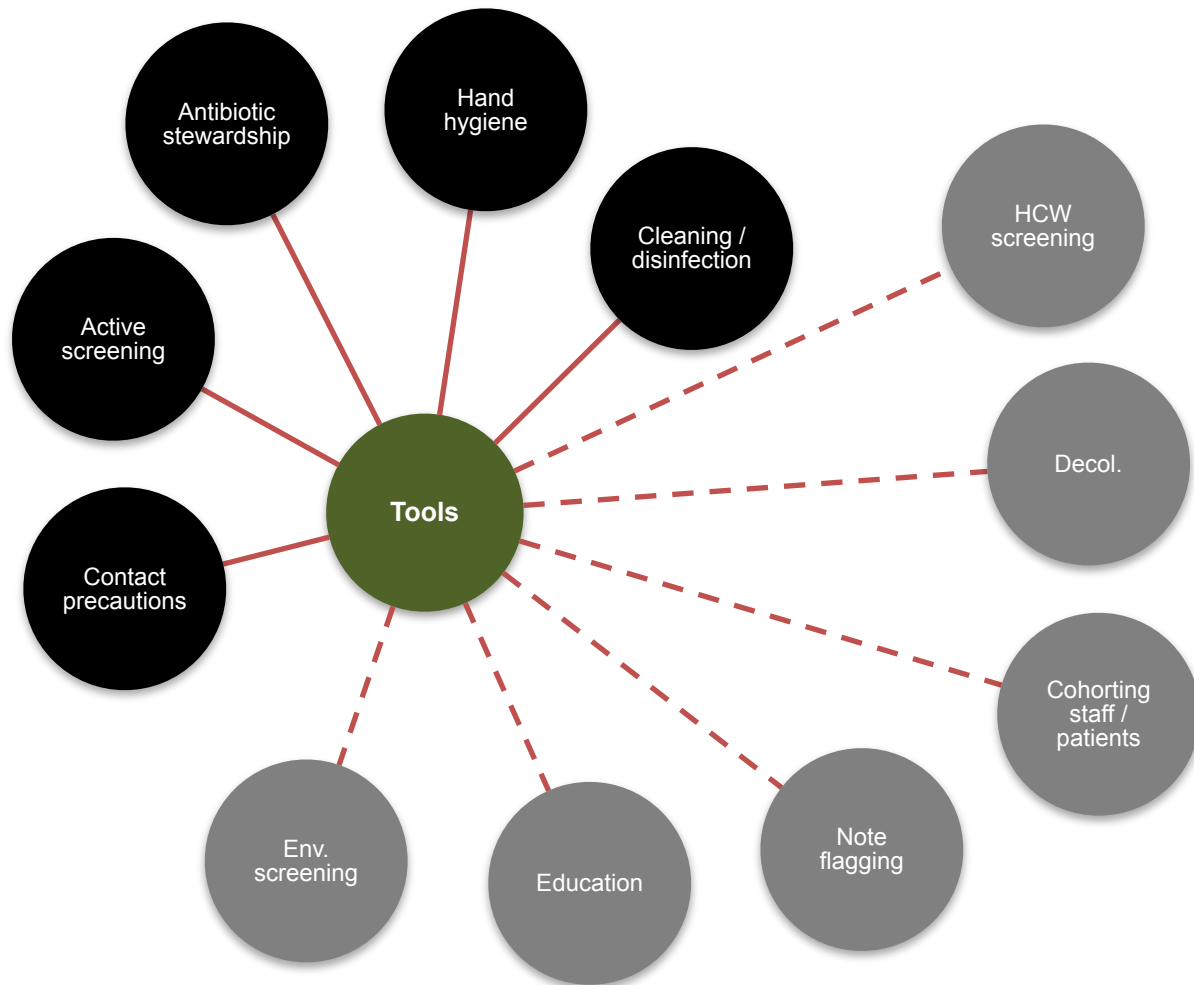 Antibiotic
stewardship
Hand
hygiene
Cleaning /
disinfection
HCW
screening
Active
screening
Decol.
Tools
Contact
precautions
Cohorting
staff /
patients
Env.
screening
Education
Note
flagging